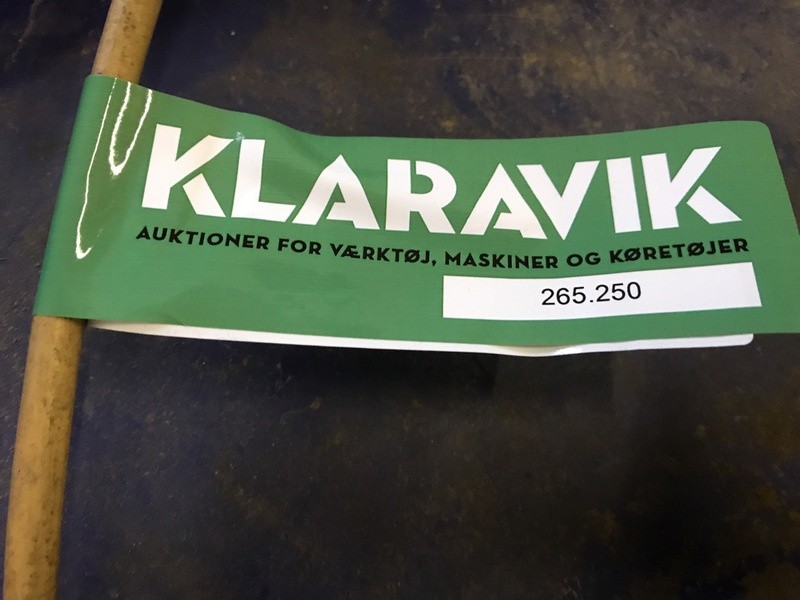 KLARAVIK
AUKTIONER FOR VÆRKTØJ, MASKINER OG KØRETØJER
265.250